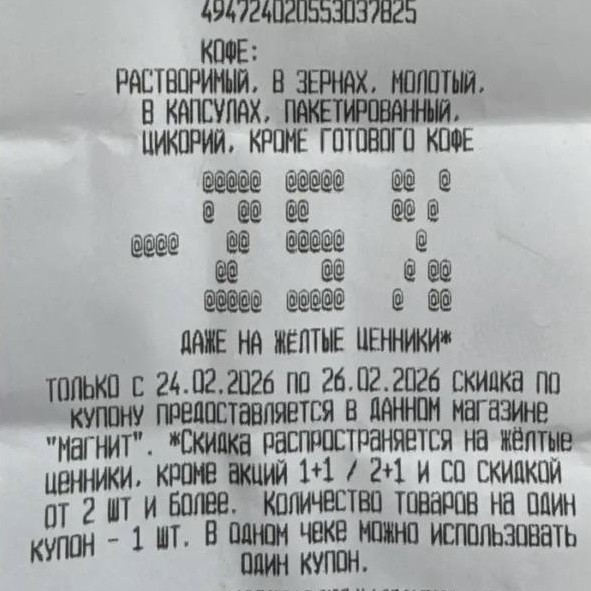 494724020553037825
КОФЕ:
РАСТВОРИМЫЙ, В ЗЕРНАХ, МОЛОТЫЙ,
В КАПСУЛАХ, ПАКЕТИРОВАННЫЙ,
ЦИКОРИЙ, КРОМЕ ГОТОВОГО КОФЕ
-25%
ДАЖЕ НА ЖЁЛТЫЕ ЦЕННИКИ*
ТОЛЬКО С 24.02.2026 ПО 26.02.2026 СКИДКА ПО
КУПОНУ ПРЕДОСТАВЛЯЕТСЯ В ДАННОМ МАГАЗИНЕ
"МАГНИТ". *СКИДКА РАСПРОСТРАНЯЕТСЯ НА ЖЁЛТЫЕ
ЦЕННИКИ, КРОМЕ АКЦИЙ 1+1 / 2+1 И СО СКИДКОЙ
ОТ 2 ШТ И БОЛЕЕ. КОЛИЧЕСТВО ТОВАРОВ НА ОДИН
КУПОН - 1 ШТ. В ОДНОМ ЧЕКЕ МОЖНО ИСПОЛЬЗОВАТЬ
ОДИН КУПОН.